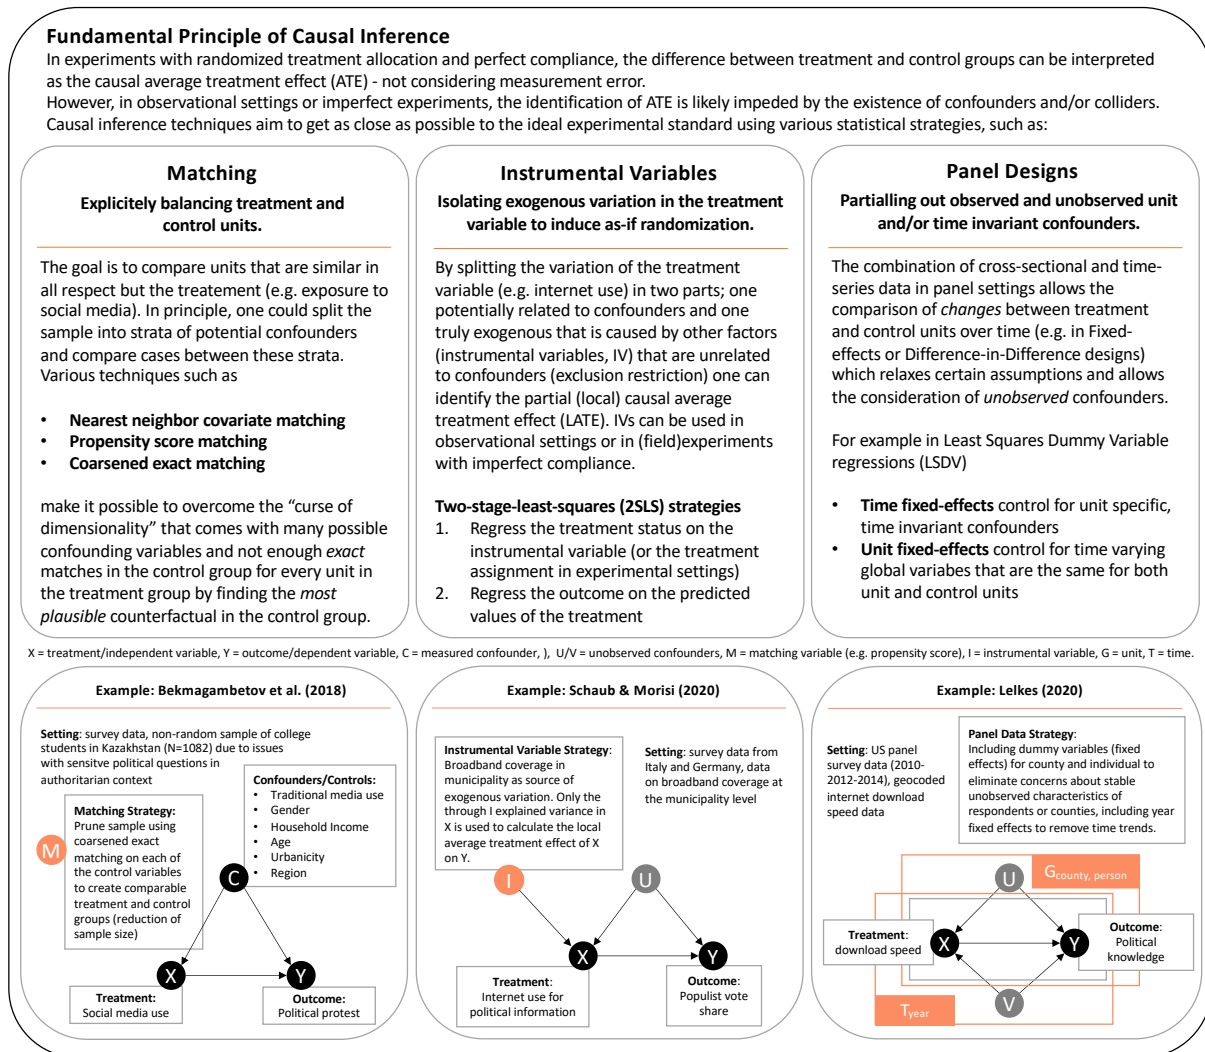 Fundamental Principle of Causal Inference
In experiments with randomized treatment allocation and perfect compliance, the difference between treatment and control groups can be interpreted
as the causal average treatment effect (ATE) - not considering measurement error.
However, in observational settings or imperfect experiments, the identification of ATE is likely impeded by the existence of confounders and/or colliders.
Causal inference techniques aim to get as close as possible to the ideal experimental standard using various statistical strategies, such as:
Matching
Explicitely balancing treatment and
control units.
The goal is to compare units that are similar in
all respect but the treatement (e.g. exposure to
social media). In principle, one could split the
sample into strata of potential confounders
and compare cases between these strata.
Various techniques such as
• Nearest neighbor covariate matching
• Propensity score matching
• Coarsened exact matching
make it possible to overcome the “curse of
dimensionality” that comes with many possible
confounding variables and not enough exact
matches in the control group for every unit in
the treatment group by finding the most
plausible counterfactual in the control group.
Instrumental Variables
Isolating exogenous variation in the treatment
variable to induce as-if randomization.
By splitting the variation of the treatment
variable (e.g. internet use) in two parts; one
potentially related to confounders and one
truly exogenous that is caused by other factors
(instrumental variables, IV) that are unrelated
to confounders (exclusion restriction) one can
identify the partial (local) causal average
treatment effect (LATE). IVs can be used in
observational settings or in (field)experiments
with imperfect compliance.
Two-stage-least-squares (2SLS) strategies
1. Regress the treatment status on the
instrumental variable (or the treatment
assignment in experimental settings)
2. Regress the outcome on the predicted
values of the treatment
Panel Designs
Partialling out observed and unobserved unit
and/or time invariant confounders.
The combination of cross-sectional and time-
series data in panel settings allows the
comparison of changes between treatment
and control units over time (e.g. in Fixed-
effects or Difference-in-Difference designs)
which relaxes certain assumptions and allows
the consideration of unobserved confounders.
For example in Least Squares Dummy Variable
regressions (LSDV)
• Time fixed-effects control for unit specific,
time invariant confounders
• Unit fixed-effects control for time varying
global variabes that are the same for both
unit and control units
X = treatment/independent variable, Y = outcome/dependent variable, C = measured confounder, ), U/V = unobserved confounders, M = matching variable (e.g. propensity score), I = instrumental variable, G = unit, T = time.
Example: Bekmagambetov et al. (2018)
Setting: survey data, non-random sample of college
students in Kazakhstan (N=1082) due to issues
with sensitve political questions in
authoritarian context
Confounders/Controls:
• Traditional media use
• Gender
• Household Income
• Age
• Urbanicity
• Region
Matching Strategy:
Prune sample using
coarsened exact
matching on each of
the control variables
to create comparable
treatment and control
groups (reduction of
sample size)
M
C
X
Y
Treatment:
Social media use
Outcome:
Political protest
Example: Schaub & Morisi (2020)
Instrumental Variable Strategy:
Broadband coverage in
municipality as source of
exogenous variation. Only the
through I explained variance in
X is used to calculate the local
average treatment effect of X
on Y.
Setting: survey data from
Italy and Germany, data
on broadband coverage at
the municipality level
I
U
X
Y
Treatment:
Internet use for
political information
Outcome:
Populist vote
share
Example: Lelkes (2020)
Setting: US panel
survey data (2010-
2012-2014), geocoded
internet download
speed data
Panel Data Strategy:
Including dummy variables (fixed
effects) for county and individual to
eliminate concerns about stable
unobserved characteristics of
respondents or counties, including year
fixed effects to remove time trends.
U
G county, person
Treatment:
download speed
X
Y
Outcome:
Political
knowledge
T year
V